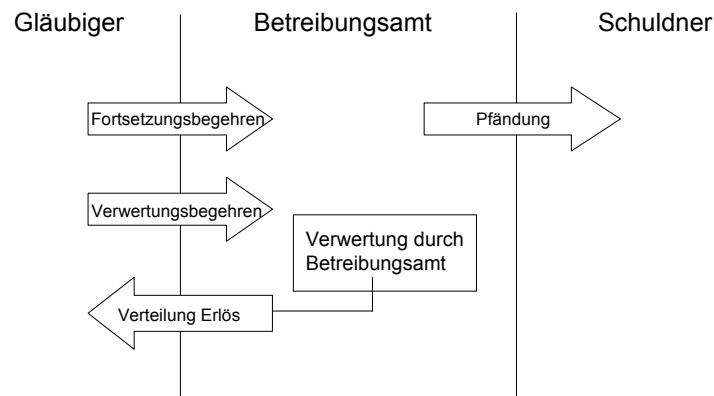 Gläubiger Betreibungsamt Schuldner
Fortsetzungsbegehren Pfändung
Verwertungsbegehren
Verwertung durch
Betreibungsamt
Verteilung Erlös